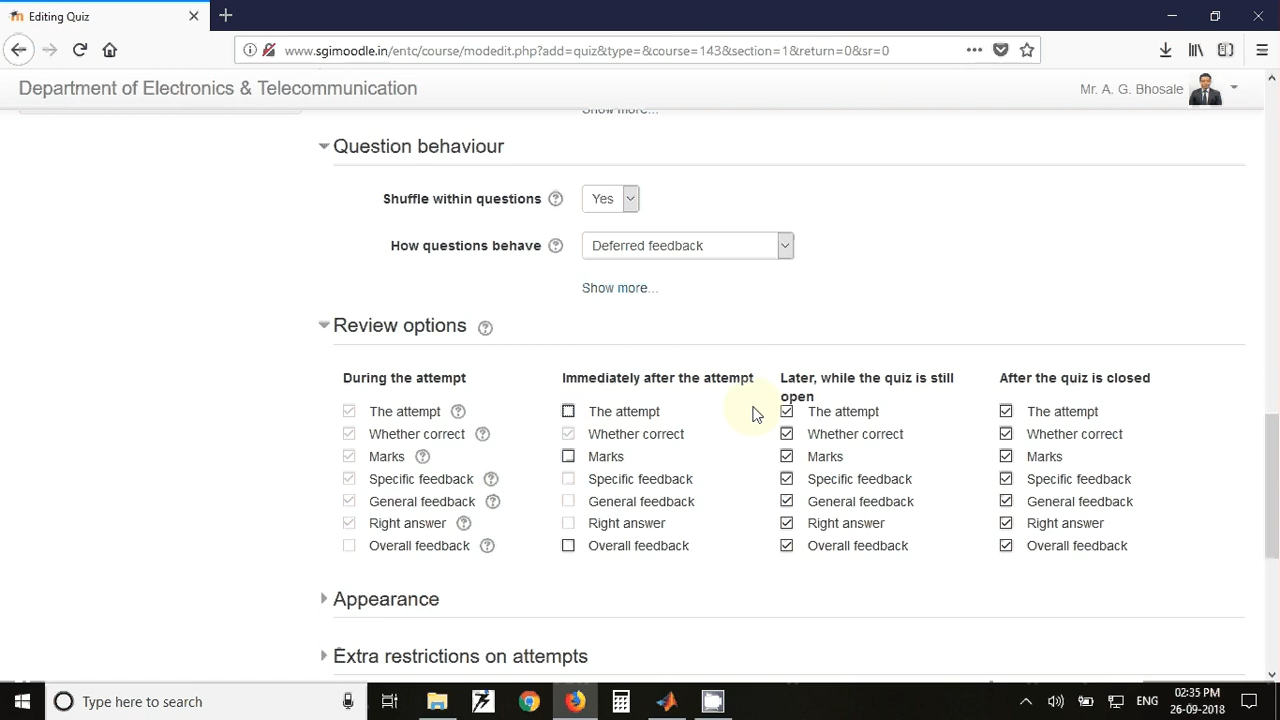 Editing Quiz
www.sgimoodle.in/entc/course/modedit.php?add=quiz&type=&course=143&section=1&return=0&sr=0
Department of Electronics & Telecommunication
Mr. A. G. Bhosale
Show more...
Question behaviour
Shuffle within questions
Yes
How questions behave
Deferred feedback
Show more...
Review options
During the attempt
The attempt
Whether correct
Marks
Specific feedback
General feedback
Right answer
Overall feedback
Immediately after the attempt
The attempt
Whether correct
Marks
Specific feedback
General feedback
Right answer
Overall feedback
Later, while the quiz is still
open
The attempt
Whether correct
Marks
Specific feedback
General feedback
Right answer
Overall feedback
After the quiz is closed
The attempt
Whether correct
Marks
Specific feedback
General feedback
Right answer
Overall feedback
Appearance
Extra restrictions on attempts
Type here to search
ENG
02:35 PM
26-09-2018